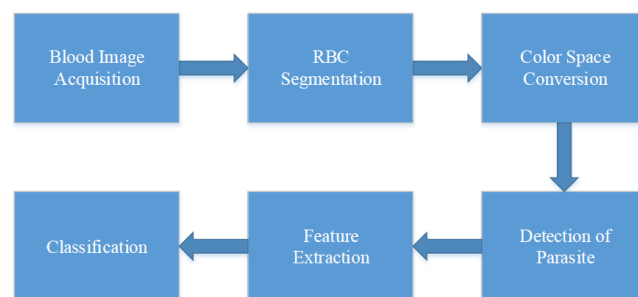 Blood Image
Acquisition
RBC
Segmentation
Color Space
Conversion
Detection of
Parasite
Feature
Extraction
Classification